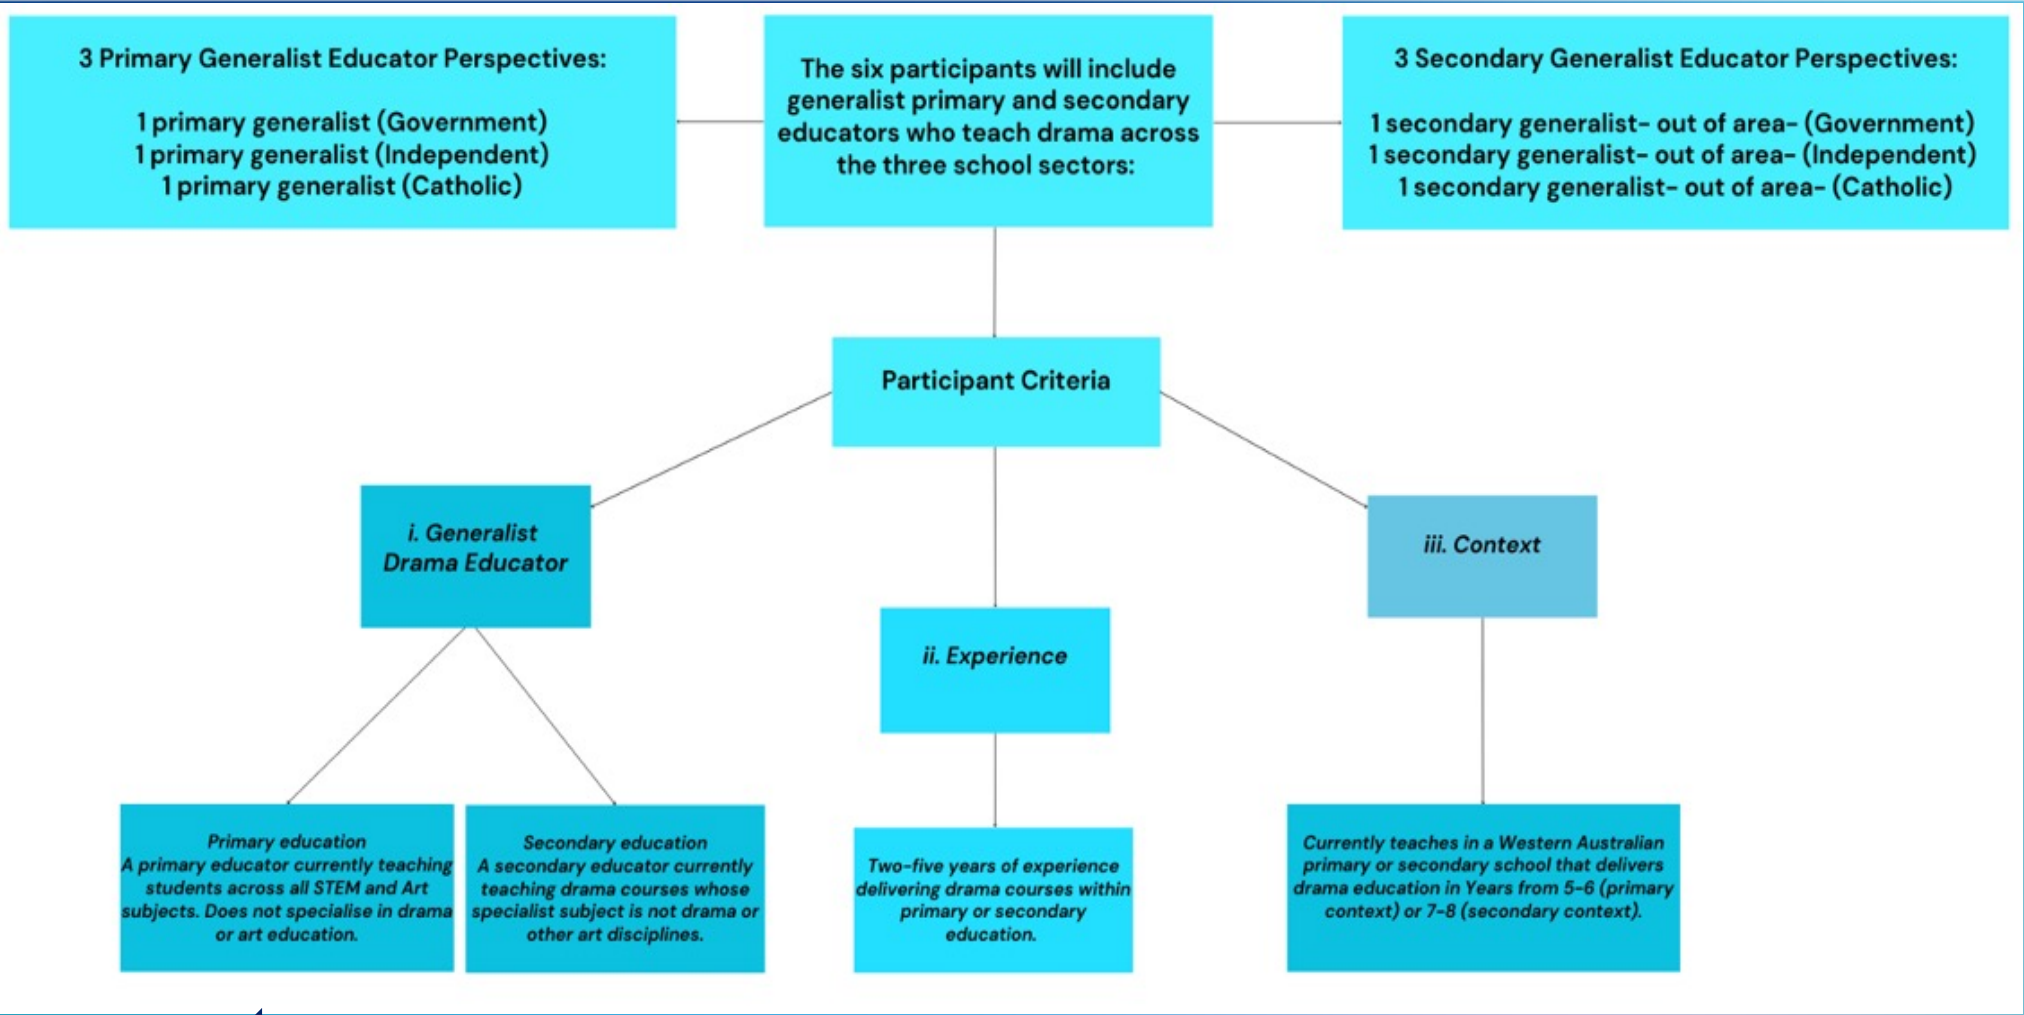 3 Primary Generalist Educator Perspectives:
1 primary generalist (Government)
1 primary generalist (Independent)
1 primary generalist (Catholic)
The six participants will include
generalist primary and secondary
educators who teach drama across
the three school sectors:
3 Secondary Generalist Educator Perspectives:
1 secondary generalist- out of area- (Government)
1 secondary generalist- out of area- (Independent)
1 secondary generalist- out of area- (Catholic)
Participant Criteria
i. Generalist
Drama Educator
ii. Experience
iii. Context
Primary education
A primary educator currently teaching
students across all STEM and Art
subjects. Does not specialise in drama
or art education.
Secondary education
A secondary educator currently
teaching drama courses whose
specialist subject is not drama or
other art disciplines.
Two-five years of experience
delivering drama courses within
primary or secondary
education.
Currently teaches in a Western Australian
primary or secondary school that delivers
drama education in Years from 5-6 (primary
context) or 7-8 (secondary context).